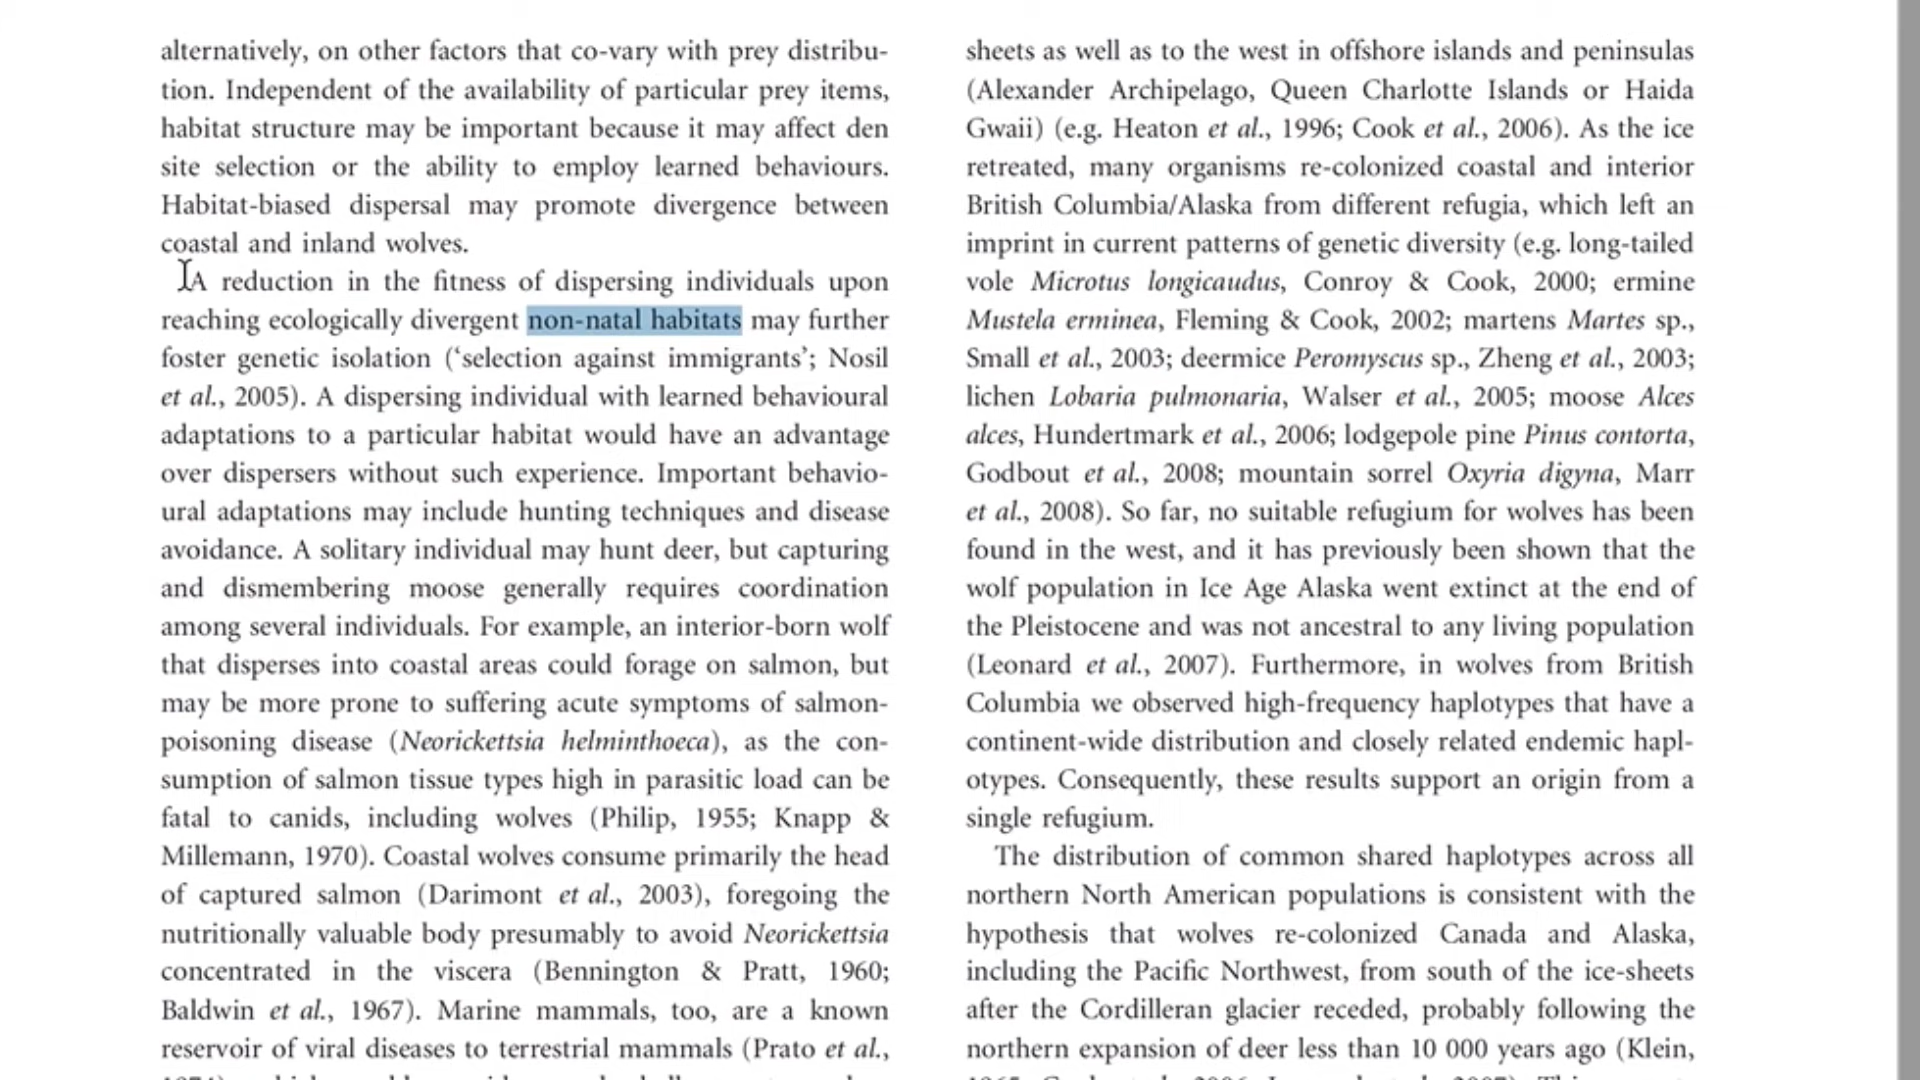 alternatively, on other factors that co-vary with prey distribu-
tion. Independent of the availability of particular prey items,
habitat structure may be important because it may affect den
site selection or the ability to employ learned behaviours.
Habitat-biased dispersal may promote divergence between
coastal and inland wolves.
A reduction in the fitness of dispersing individuals upon
reaching ecologically divergent non-natal habitats may further
foster genetic isolation (‘selection against immigrants’; Nosil
et al., 2005). A dispersing individual with learned behavioural
adaptations to a particular habitat would have an advantage
over dispersers without such experience. Important behavio-
ural adaptations may include hunting techniques and disease
avoidance. A solitary individual may hunt deer, but capturing
and dismembering moose generally requires coordination
among several individuals. For example, an interior-born wolf
that disperses into coastal areas could forage on salmon, but
may be more prone to suffering acute symptoms of salmon-
poisoning disease (Neorickettsia helminthoeca), as the con-
sumption of salmon tissue types high in parasitic load can be
fatal to canids, including wolves (Philip, 1955; Knapp &
Millemann, 1970). Coastal wolves consume primarily the head
of captured salmon (Darimont et al., 2003), foregoing the
nutritionally valuable body presumably to avoid Neorickettsia
concentrated in the viscera (Bennington & Pratt, 1960;
Baldwin et al., 1967). Marine mammals, too, are a known
reservoir of viral diseases to terrestrial mammals (Prato et al.,
sheets as well as to the west in offshore islands and peninsulas
(Alexander Archipelago, Queen Charlotte Islands or Haida
Gwaii) (e.g. Heaton et al., 1996; Cook et al., 2006). As the ice
retreated, many organisms re-colonized coastal and interior
British Columbia/Alaska from different refugia, which left an
imprint in current patterns of genetic diversity (e.g. long-tailed
vole Microtus longicaudus, Conroy & Cook, 2000; ermine
Mustela erminea, Fleming & Cook, 2002; martens Martes sp.,
Small et al., 2003; deermice Peromyscus sp., Zheng et al., 2003;
lichen Lobaria pulmonaria, Walser et al., 2005; moose Alces
alces, Hundertmark et al., 2006; lodgepole pine Pinus contorta,
Godbout et al., 2008; mountain sorrel Oxyria digyna, Marr
et al., 2008). So far, no suitable refugium for wolves has been
found in the west, and it has previously been shown that the
wolf population in Ice Age Alaska went extinct at the end of
the Pleistocene and was not ancestral to any living population
(Leonard et al., 2007). Furthermore, in wolves from British
Columbia we observed high-frequency haplotypes that have a
continent-wide distribution and closely related endemic hapl-
otypes. Consequently, these results support an origin from a
single refugium.
The distribution of common shared haplotypes across all
northern North American populations is consistent with the
hypothesis that wolves re-colonized Canada and Alaska,
including the Pacific Northwest, from south of the ice-sheets
after the Cordilleran glacier receded, probably following the
northern expansion of deer less than 10 000 years ago (Klein,